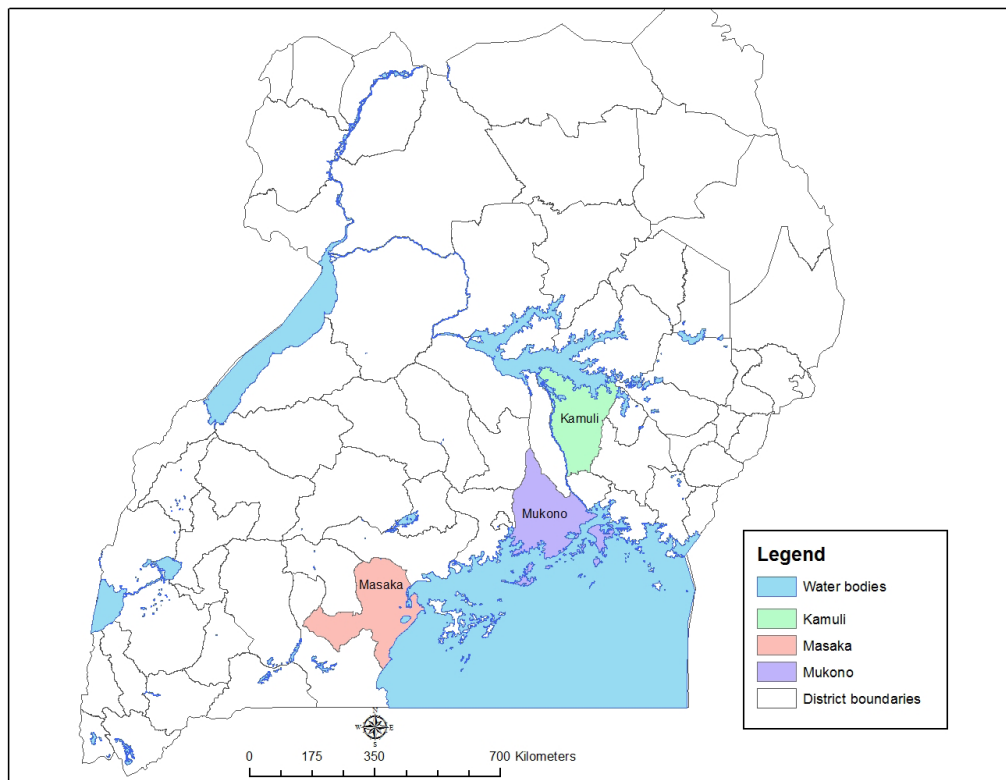 Kamuli
Mukono
Masaka
Legend
Water bodies
Kamuli
Masaka
Mukono
District boundaries
N
W E
S
0 175 350 700 Kilometers